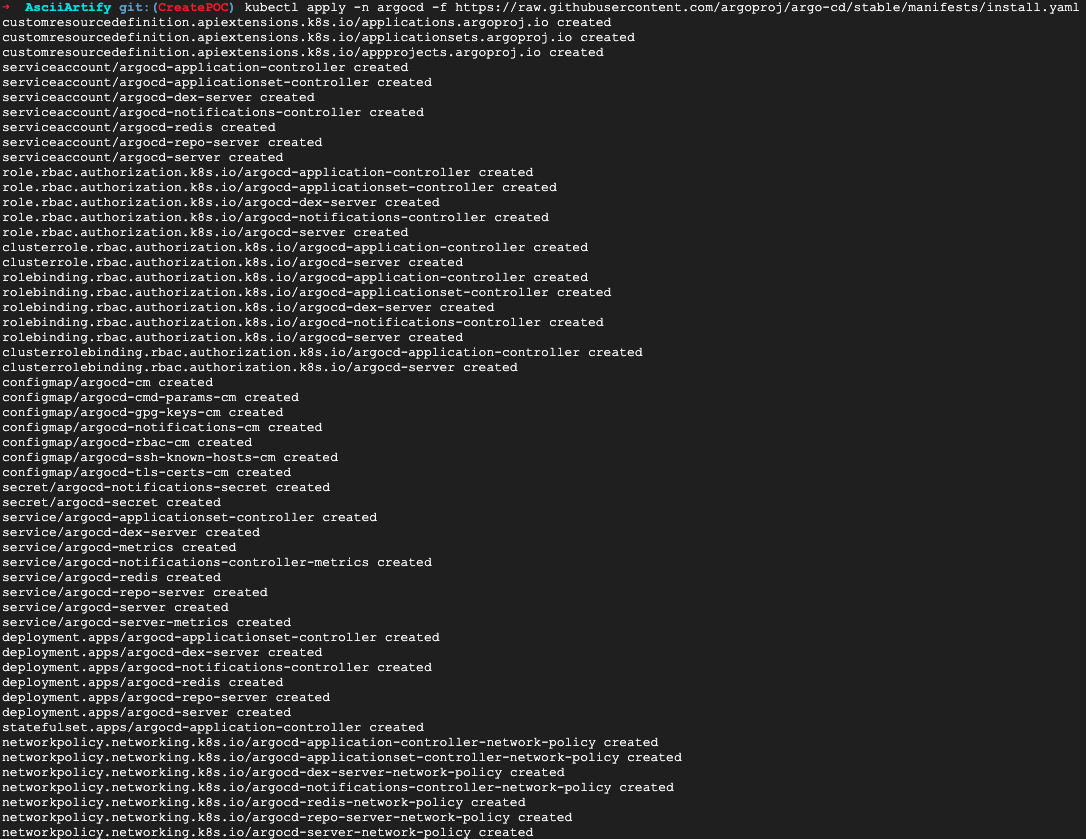 ➜  AsciiArtify git:(CreatePOC) kubectl apply -n argocd -f https://raw.githubusercontent.com/argoproj/argo-cd/stable/manifests/install.yaml
customresourcedefinition.apiextensions.k8s.io/applications.argoproj.io created
customresourcedefinition.apiextensions.k8s.io/applicationsets.argoproj.io created
customresourcedefinition.apiextensions.k8s.io/appprojects.argoproj.io created
serviceaccount/argocd-application-controller created
serviceaccount/argocd-applicationset-controller created
serviceaccount/argocd-dex-server created
serviceaccount/argocd-notifications-controller created
serviceaccount/argocd-redis created
serviceaccount/argocd-repo-server created
serviceaccount/argocd-server created
role.rbac.authorization.k8s.io/argocd-application-controller created
role.rbac.authorization.k8s.io/argocd-applicationset-controller created
role.rbac.authorization.k8s.io/argocd-dex-server created
role.rbac.authorization.k8s.io/argocd-notifications-controller created
role.rbac.authorization.k8s.io/argocd-server created
clusterrole.rbac.authorization.k8s.io/argocd-application-controller created
clusterrole.rbac.authorization.k8s.io/argocd-server created
rolebinding.rbac.authorization.k8s.io/argocd-application-controller created
rolebinding.rbac.authorization.k8s.io/argocd-applicationset-controller created
rolebinding.rbac.authorization.k8s.io/argocd-dex-server created
rolebinding.rbac.authorization.k8s.io/argocd-notifications-controller created
rolebinding.rbac.authorization.k8s.io/argocd-server created
clusterrolebinding.rbac.authorization.k8s.io/argocd-application-controller created
clusterrolebinding.rbac.authorization.k8s.io/argocd-server created
configmap/argocd-cm created
configmap/argocd-cmd-params-cm created
configmap/argocd-gpg-keys-cm created
configmap/argocd-notifications-cm created
configmap/argocd-rbac-cm created
configmap/argocd-ssh-known-hosts-cm created
configmap/argocd-tls-certs-cm created
secret/argocd-notifications-secret created
secret/argocd-secret created
service/argocd-applicationset-controller created
service/argocd-dex-server created
service/argocd-metrics created
service/argocd-notifications-controller-metrics created
service/argocd-redis created
service/argocd-repo-server created
service/argocd-server created
service/argocd-server-metrics created
deployment.apps/argocd-applicationset-controller created
deployment.apps/argocd-dex-server created
deployment.apps/argocd-notifications-controller created
deployment.apps/argocd-redis created
deployment.apps/argocd-repo-server created
deployment.apps/argocd-server created
statefulset.apps/argocd-application-controller created
networkpolicy.networking.k8s.io/argocd-application-controller-network-policy created
networkpolicy.networking.k8s.io/argocd-applicationset-controller-network-policy created
networkpolicy.networking.k8s.io/argocd-dex-server-network-policy created
networkpolicy.networking.k8s.io/argocd-notifications-controller-network-policy created
networkpolicy.networking.k8s.io/argocd-redis-network-policy created
networkpolicy.networking.k8s.io/argocd-repo-server-network-policy created
networkpolicy.networking.k8s.io/argocd-server-network-policy created